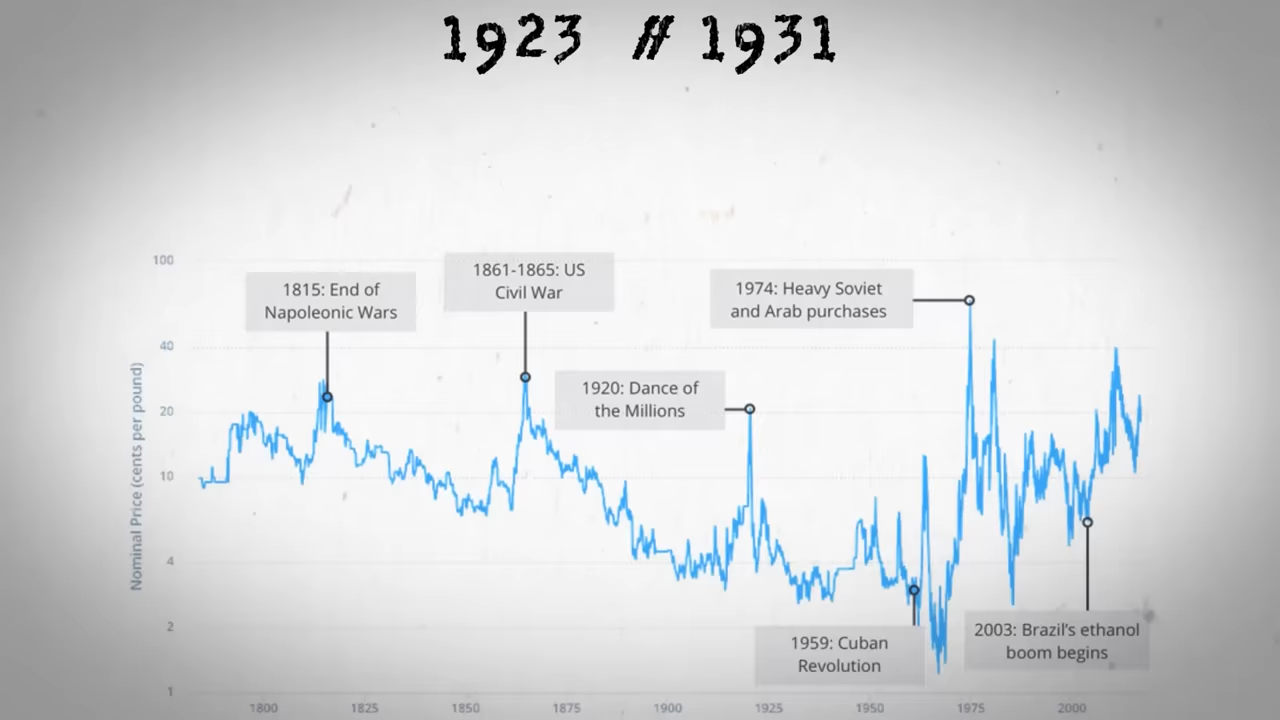 1923 // 1931
100
40
20
10
4
2
1
Nominal Price (cents per pound)
1815: End of
Napoleonic Wars
1861-1865: US
Civil War
1920: Dance of
the Millions
1974: Heavy Soviet
and Arab purchases
1959: Cuban
Revolution
2003: Brazil's ethanol
boom begins
1800 1825 1850 1875 1900 1925 1950 1975 2000